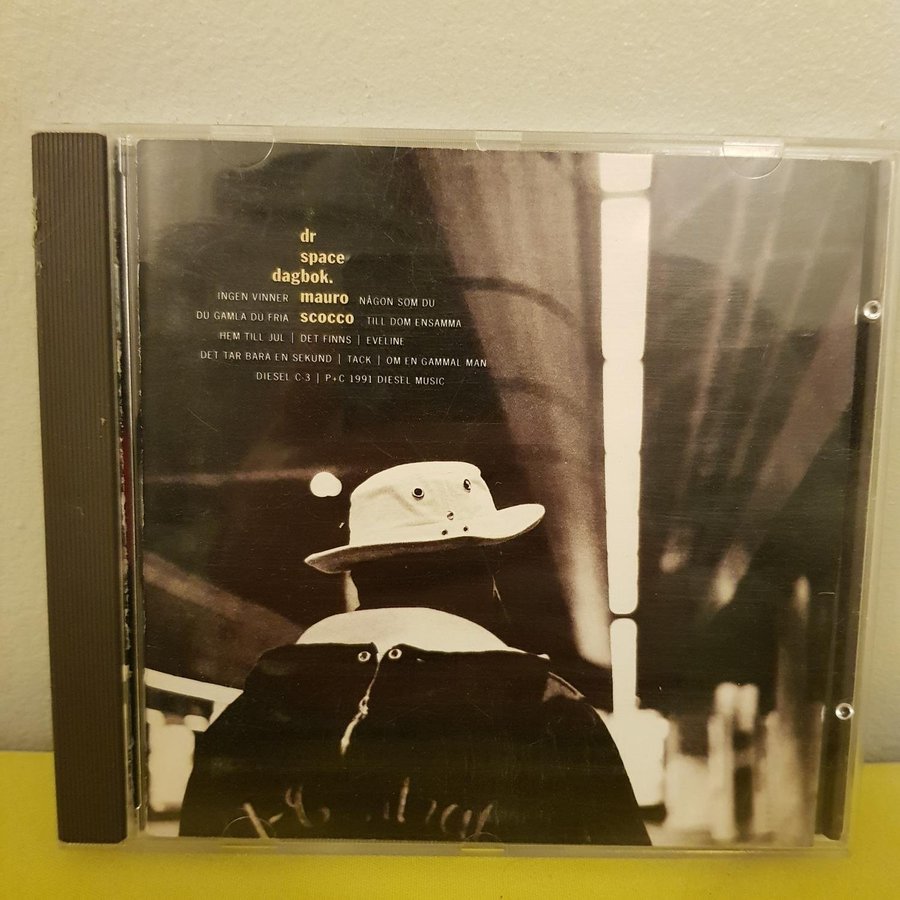 dr
space
dagbok.
INGEN VINNER mauro NÅGON SOM DU
DU GAMLA DU FRIA scocco TILL DOM ENSAMMA
HEM TILL JUL | DET FINNS | EVELINE
DET TAR BARA EN SEKUND | TACK | OM EN GAMMAL MAN
DIESEL C-3 | P+C 1991 DIESEL MUSIC